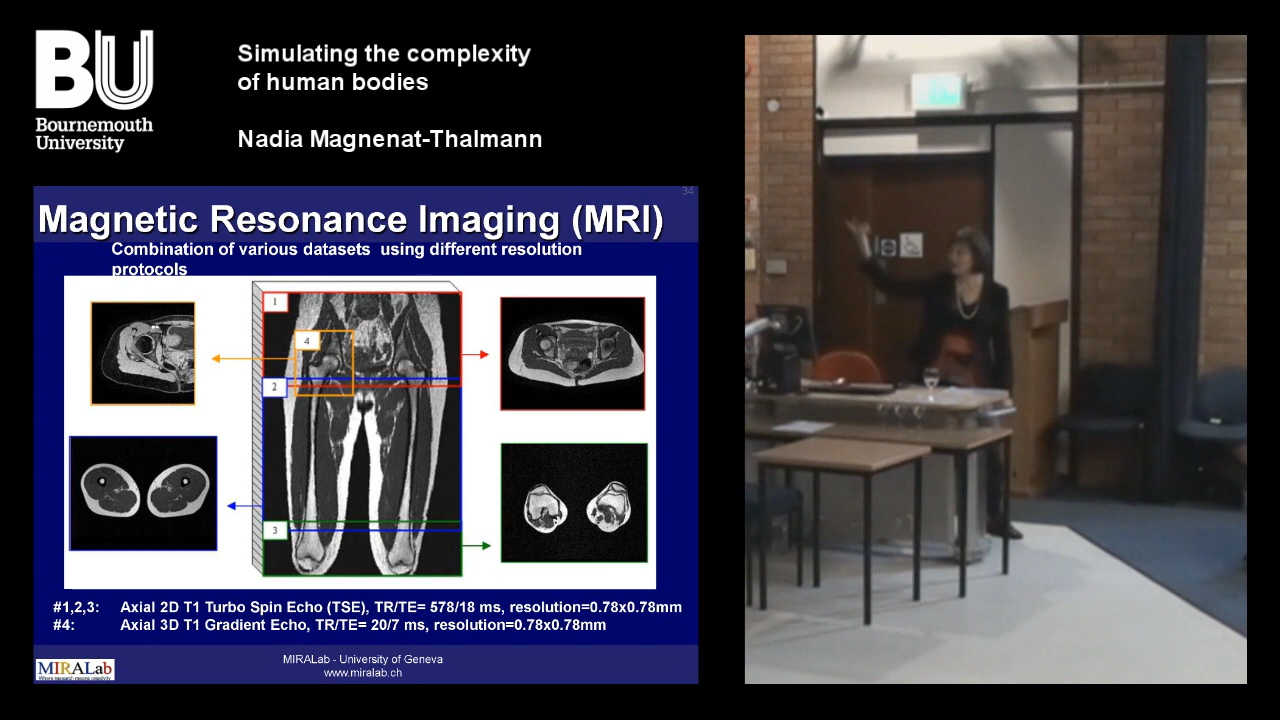 BU
Bournemouth
University
Simulating the complexity
of human bodies
Nadia Magnenat-Thalmann
34
Magnetic Resonance Imaging (MRI)
Combination of various datasets using different resolution
protocols
1
4
2
3
#1,2,3: Axial 2D T1 Turbo Spin Echo (TSE), TR/TE= 578/18 ms, resolution=0.78x0.78mm
#4: Axial 3D T1 Gradient Echo, TR/TE= 20/7 ms, resolution=0.78x0.78mm
MIRALab
MIRALab - University of Geneva
www.miralab.ch